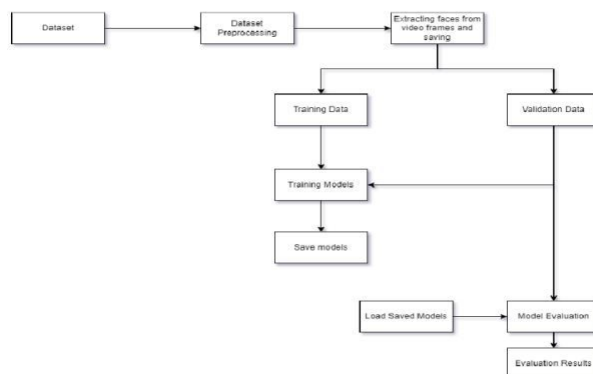 Dataset
Dataset
Preprocessing
Extracting faces from
video frames and
saving
Training Data
Validation Data
Training Models
Save models
Load Saved Models
Model Evaluation
Evaluation Results